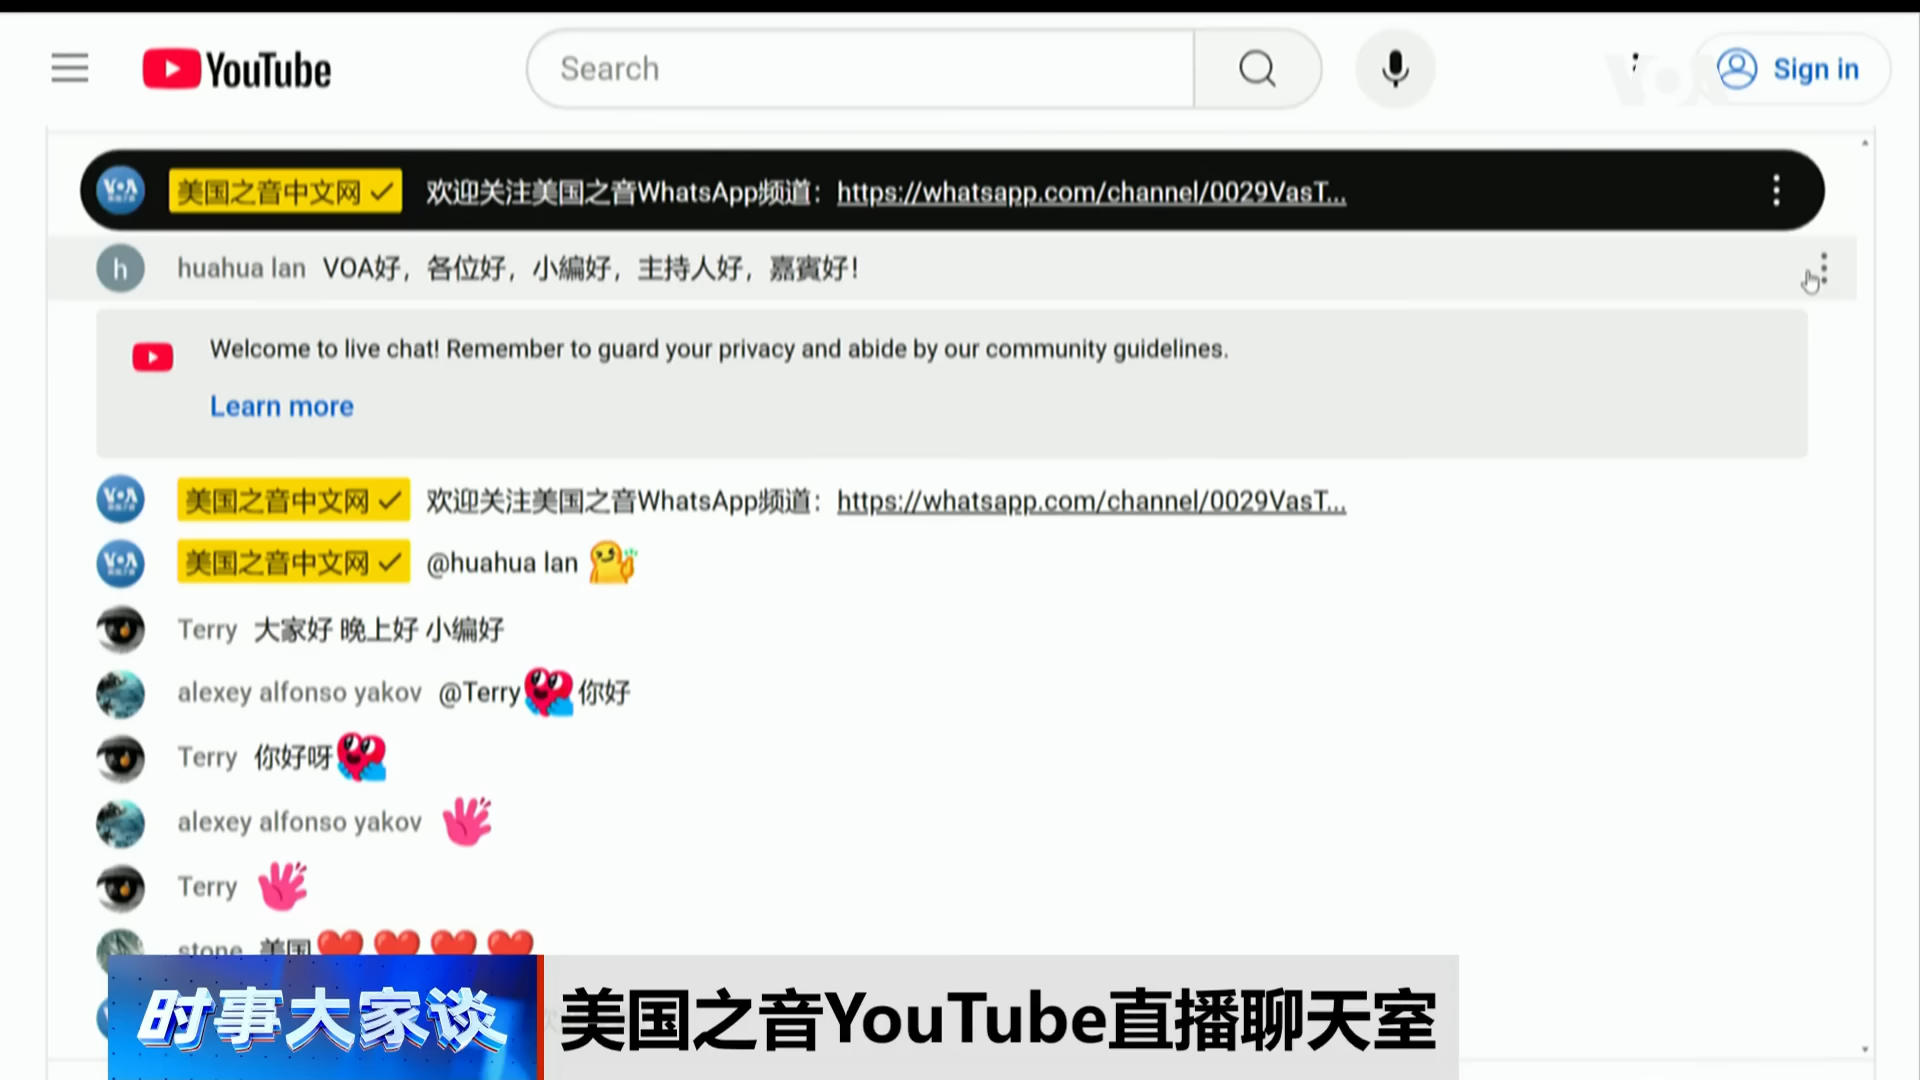 YouTube
Search
VOA
Sign in
VOA 美国之音中文网 欢迎关注美国之音WhatsApp频道：https://whatsapp.com/channel/0029VasT...
h huahua lan VOA好，各位好，小編好，主持人好，嘉賓好！
Welcome to live chat! Remember to guard your privacy and abide by our community guidelines.
Learn more
VOA 美国之音中文网 欢迎关注美国之音WhatsApp频道：https://whatsapp.com/channel/0029VasT...
VOA 美国之音中文网 @huahua lan
Terry 大家好 晚上好 小编好
alexey alfonso yakov @Terry 你好
Terry 你好呀
alexey alfonso yakov
Terry
stone 美国
时事大家谈 美国之音YouTube直播聊天室